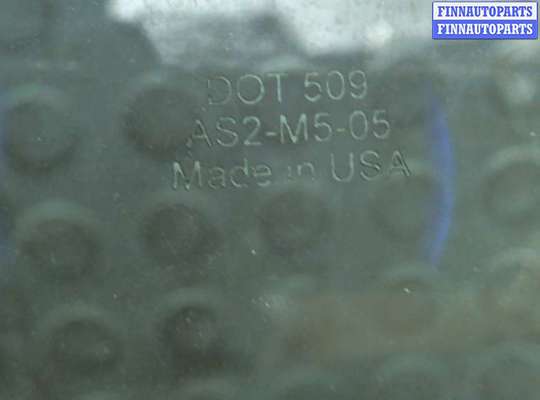 FINNAUTOPARTS
FINNAUTOPARTS
DOT 509
AS2-M5-05
Made in USA